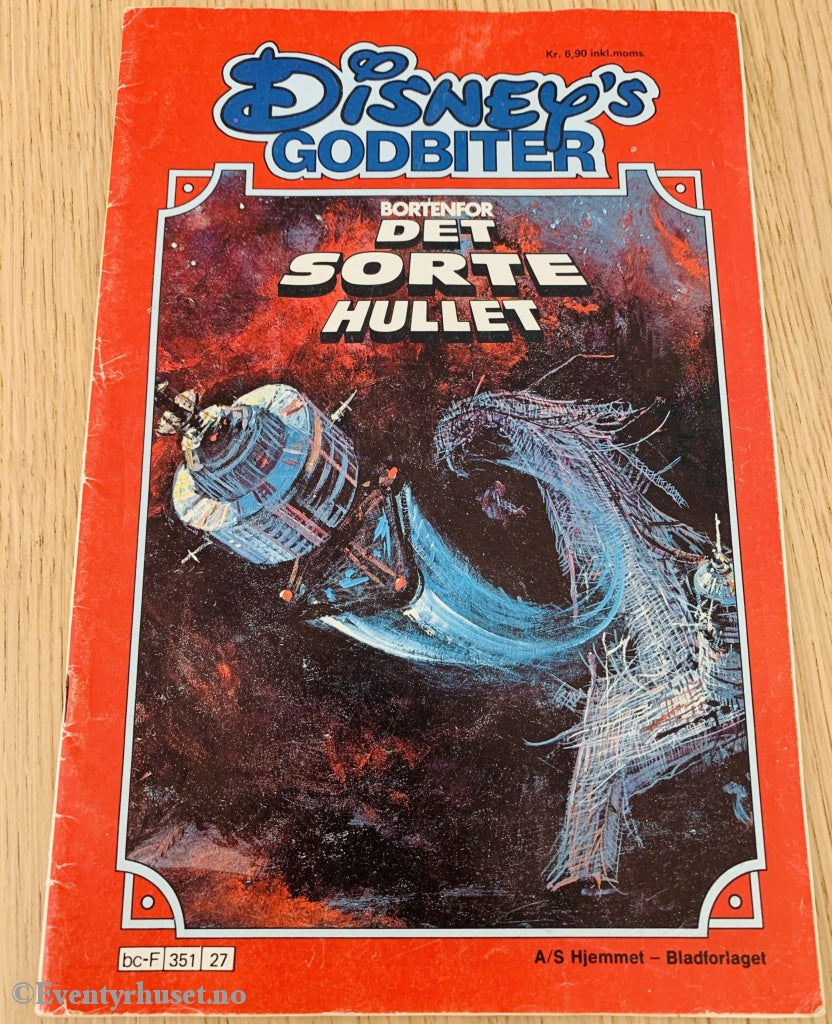 Kr. 6,90 inkl.moms.
DISNEY's
GODBITER
BORTENFOR
DET
SORTE
HULLET
bc-F 351 27
A/S Hjemmet – Bladforlaget
©Eventyrhuset.no